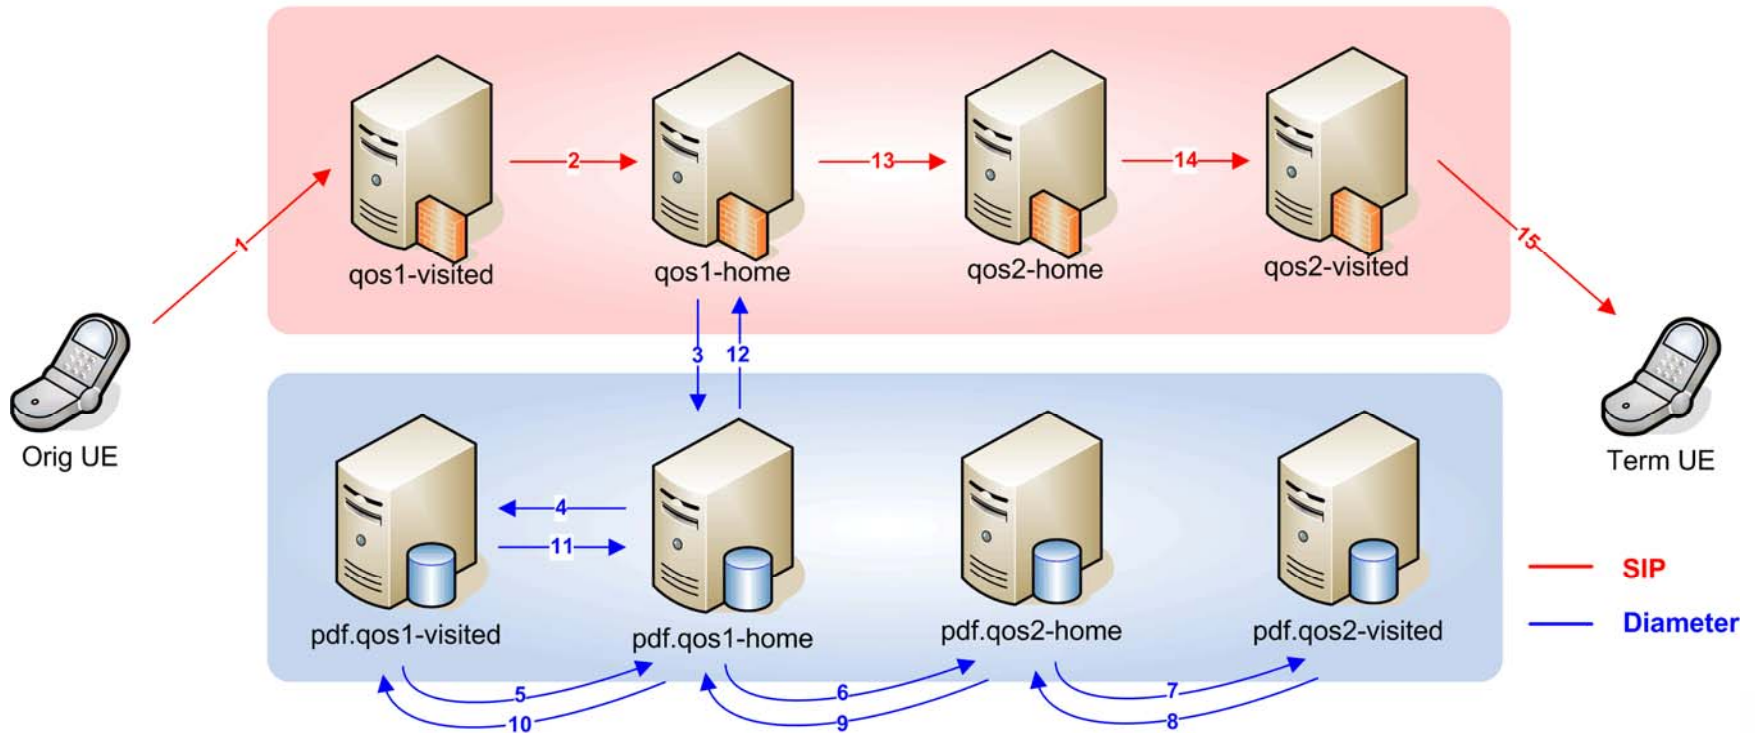 2
13
14
1
15
qos1-visited
qos1-home
qos2-home
qos2-visited
3
12
Orig UE
Term UE
4
11
SIP
Diameter
pdf.qos1-visited
pdf.qos1-home
pdf.qos2-home
pdf.qos2-visited
5
6
7
10
9
8